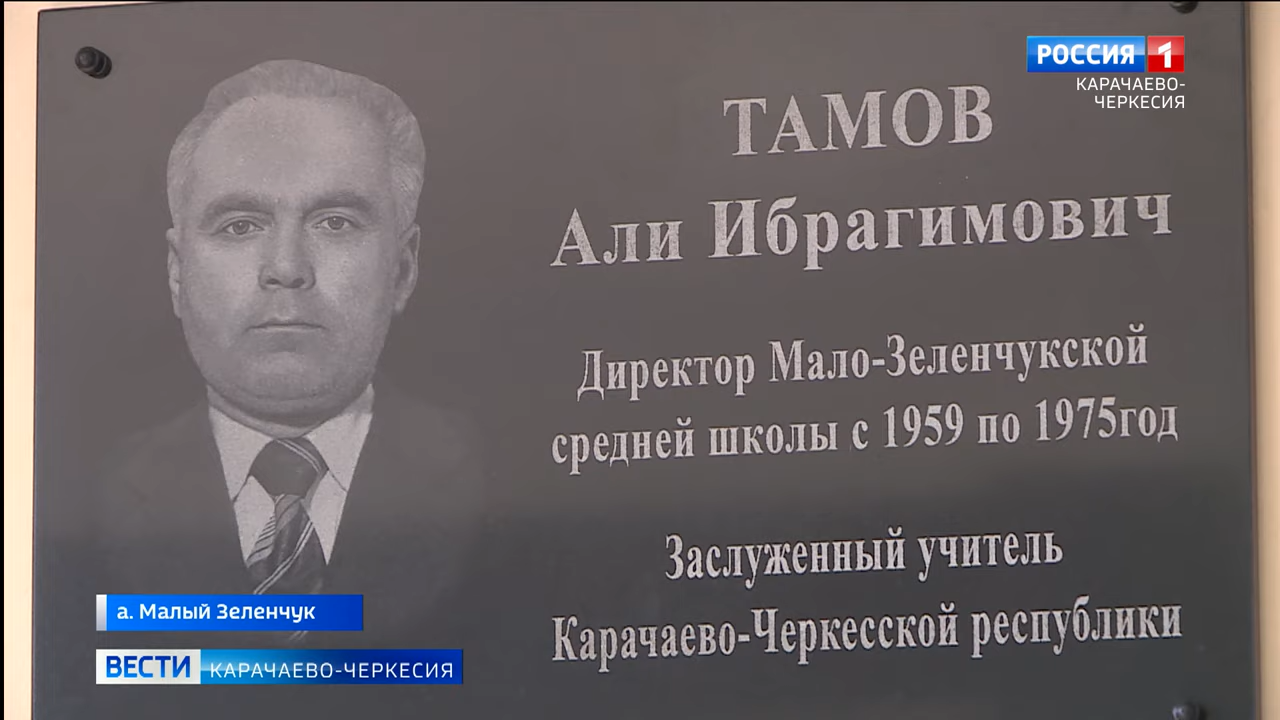 РОССИЯ 1
КАРАЧАЕВО-
ЧЕРКЕСИЯ
ТАМОВ
Али Ибрагимович
Директор Мало-Зеленчукской
средней школы с 1959 по 1975год
Заслуженный учитель
Карачаево-Черкесской республики
а. Малый Зеленчук
ВЕСТИ КАРАЧАЕВО-ЧЕРКЕСИЯ